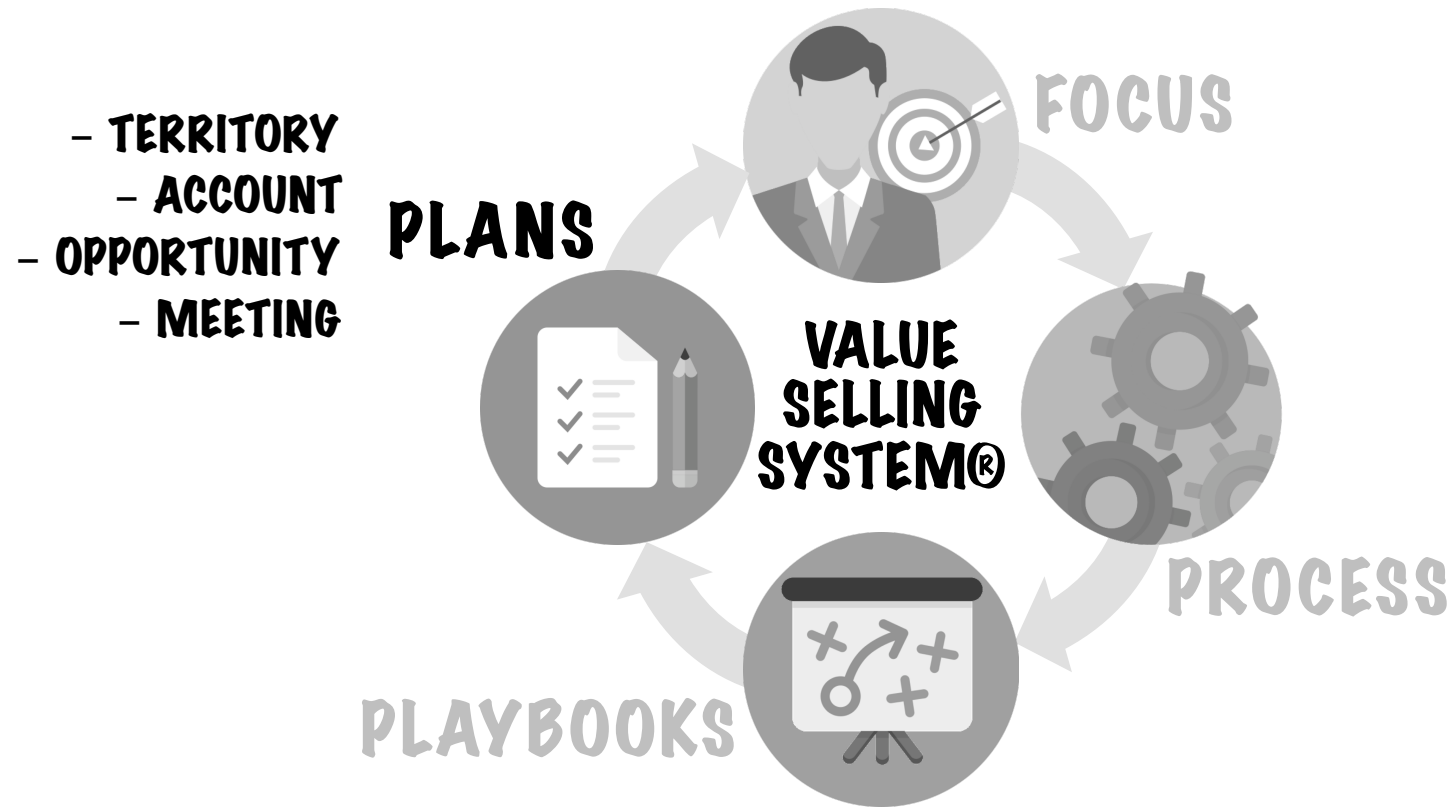 FOCUS
– TERRITORY
– ACCOUNT
– OPPORTUNITY
– MEETING
PLANS
VALUE
SELLING
SYSTEM®
PROCESS
PLAYBOOKS